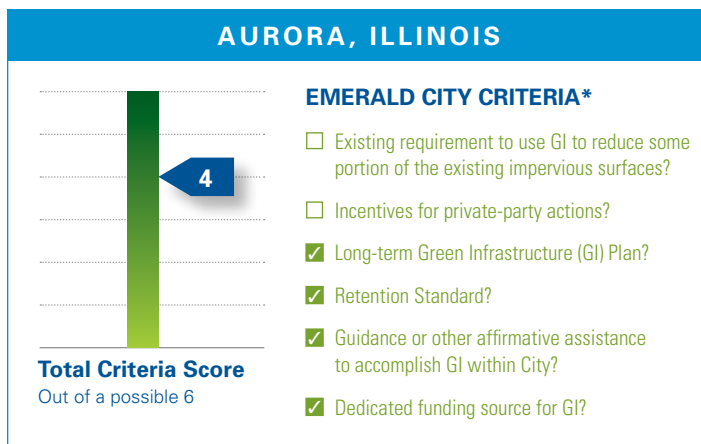 AURORA, ILLINOIS
4
Total Criteria Score
Out of a possible 6
EMERALD CITY CRITERIA*
Existing requirement to use GI to reduce some
portion of the existing impervious surfaces?
Incentives for private-party actions?
Long-term Green Infrastructure (GI) Plan?
Retention Standard?
Guidance or other affirmative assistance
to accomplish GI within City?
Dedicated funding source for GI?